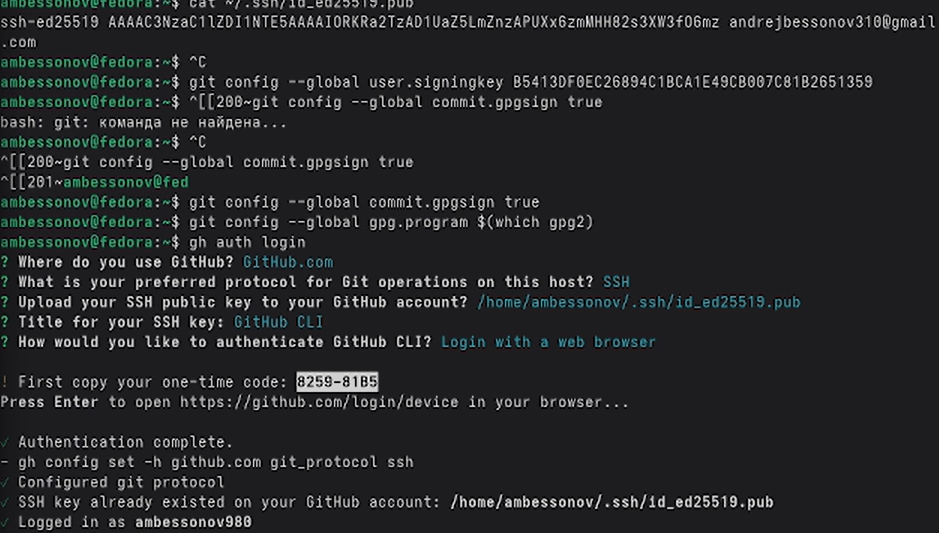 cat ~/.ssh/id_ed25519.pub
ssh-ed25519 AAAAC3NzaC1lZDI1NTE5AAAAIORKRa2TzAD1UaZ5LmZnzAPUXx6zmMHH82s3XW3fO6mz andrejbessonov310@gmail
.com
ambessonov@fedora:~$ ^C
ambessonov@fedora:~$ git config --global user.signingkey B5413DF0EC26894C1BCA1E49CB007C81B2651359
ambessonov@fedora:~$ ^[[200~git config --global commit.gpgsign true
bash: git: команда не найдена...
ambessonov@fedora:~$ ^C
^[[200~git config --global commit.gpgsign true
^[[201~ambessonov@fed
ambessonov@fedora:~$ git config --global commit.gpgsign true
ambessonov@fedora:~$ git config --global gpg.program $(which gpg2)
ambessonov@fedora:~$ gh auth login
? Where do you use GitHub? GitHub.com
? What is your preferred protocol for Git operations on this host? SSH
? Upload your SSH public key to your GitHub account? /home/ambessonov/.ssh/id_ed25519.pub
? Title for your SSH key: GitHub CLI
? How would you like to authenticate GitHub CLI? Login with a web browser
! First copy your one-time code: 8259-81B5
Press Enter to open https://github.com/login/device in your browser...
✓ Authentication complete.
- gh config set -h github.com git_protocol ssh
✓ Configured git protocol
✓ SSH key already existed on your GitHub account: /home/ambessonov/.ssh/id_ed25519.pub
✓ Logged in as ambessonov980